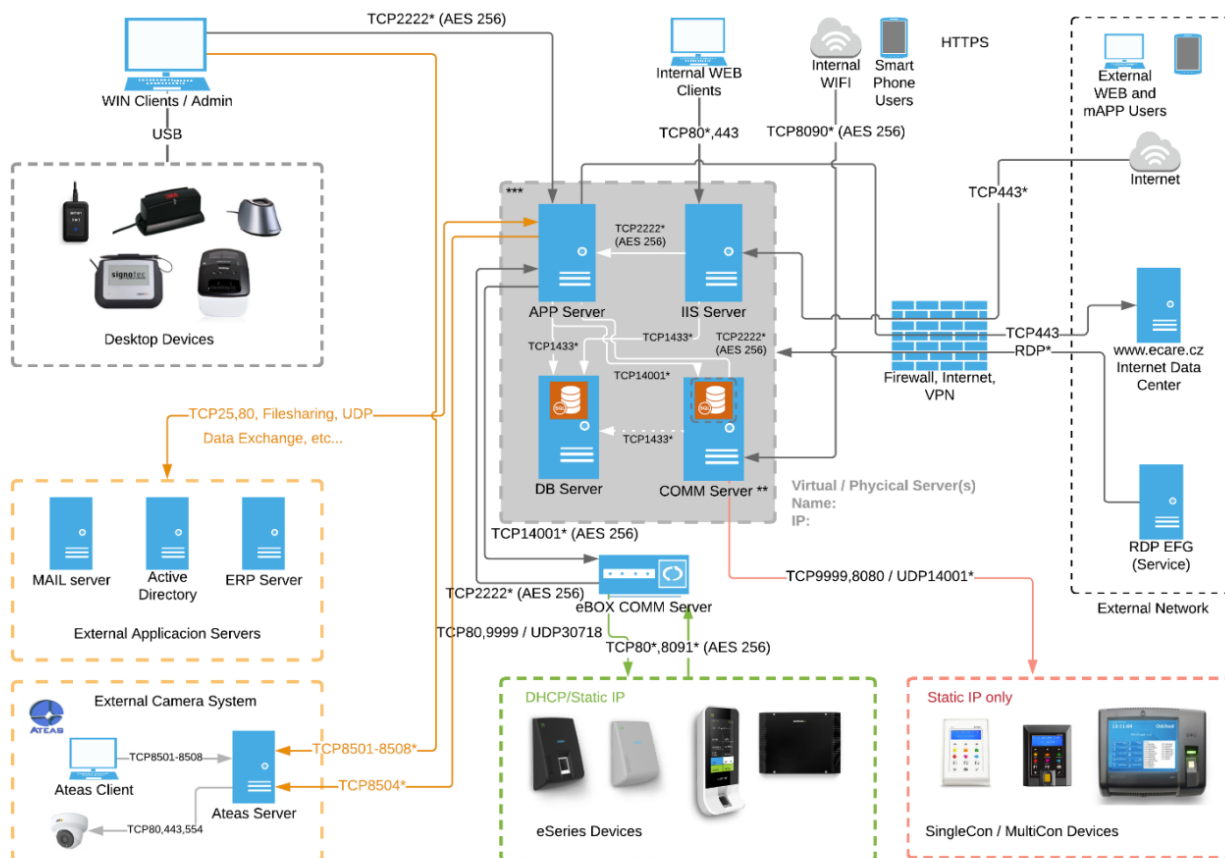 TCP2222* (AES 256)
WIN Clients / Admin
USB
Desktop Devices
signotec
Internal WEB
Clients
TCP80*,443
Internal
WIFI
Smart
Phone
Users
HTTPS
TCP8090* (AES 256)
External
WEB and
mAPP Users
Internet
TCP443*
***
TCP2222*
(AES 256)
APP Server
IIS Server
TCP1433*
TCP1433*
TCP2222*
(AES 256)
TCP14001*
TCP1433*
DB Server
COMM Server **
Firewall, Internet,
VPN
TCP443
RDP*
www.ecare.cz
Internet Data
Center
Virtual / Physical Server(s)
Name:
IP:
RDP EFG
(Service)
External Network
TCP25,80, Filesharing, UDP
Data Exchange, etc...
MAIL server
Active
Directory
ERP Server
External Applicacion Servers
TCP14001* (AES 256)
TCP2222* (AES 256)
eBOX COMM Server
TCP80,9999 / UDP30718
TCP80*,8091* (AES 256)
TCP9999,8080 / UDP14001*
External Camera System
ATEAS
TCP8501-8508
Ateas Client
Ateas Server
TCP80,443,554
TCP8501-8508*
TCP8504*
DHCP/Static IP
eSeries Devices
Static IP only
SingleCon / MultiCon Devices